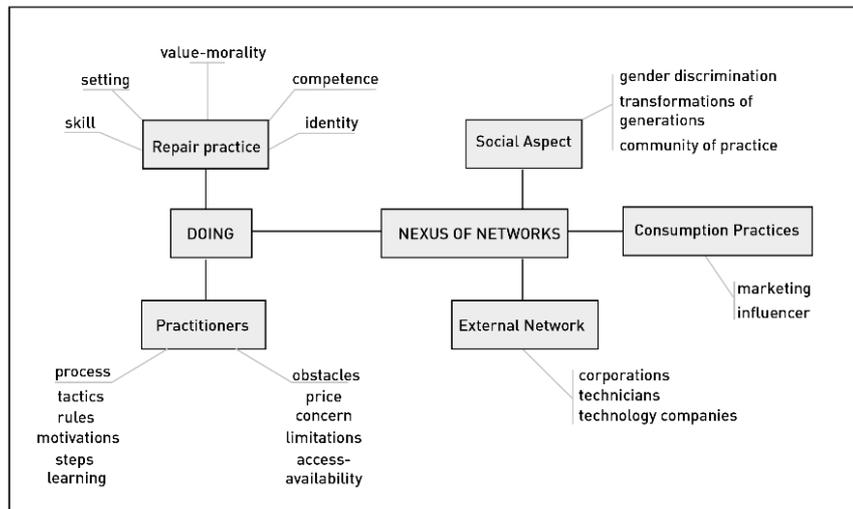 value-morality
setting
competence
skill
identity
Repair practice
gender discrimination
transformations of
generations
community of practice
Social Aspect
DOING
NEXUS OF NETWORKS
Consumption Practices
marketing
influencer
Practitioners
External Network
process
tactics
rules
motivations
steps
learning
obstacles
price
concern
limitations
access-
availability
corporations
technicians
technology companies